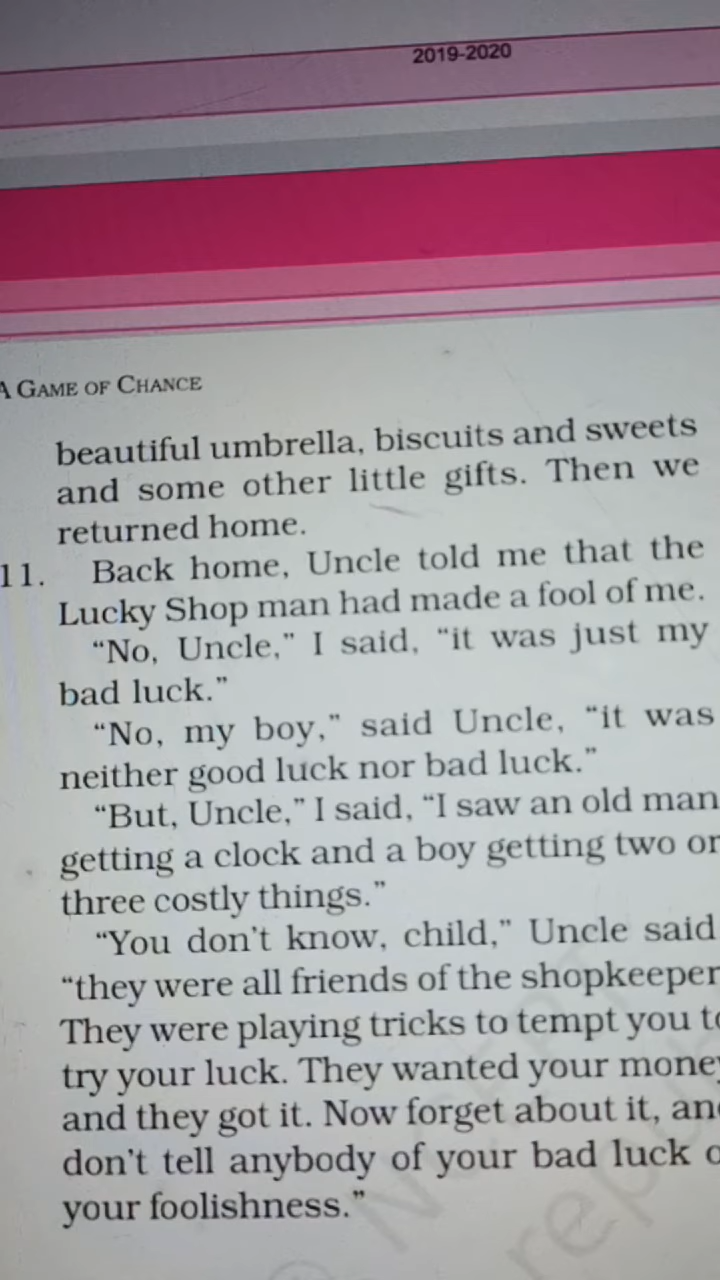 2019-2020
A GAME OF CHANCE
beautiful umbrella, biscuits and sweets
and some other little gifts. Then we
returned home.
11. Back home, Uncle told me that the
Lucky Shop man had made a fool of me.
“No, Uncle,” I said, “it was just my
bad luck.”
“No, my boy,” said Uncle, “it was
neither good luck nor bad luck.”
“But, Uncle,” I said, “I saw an old man
getting a clock and a boy getting two or
three costly things.”
“You don't know, child,” Uncle said
“they were all friends of the shopkeeper
They were playing tricks to tempt you to
try your luck. They wanted your money
and they got it. Now forget about it, and
don't tell anybody of your bad luck
your foolishness.”
© NCERT